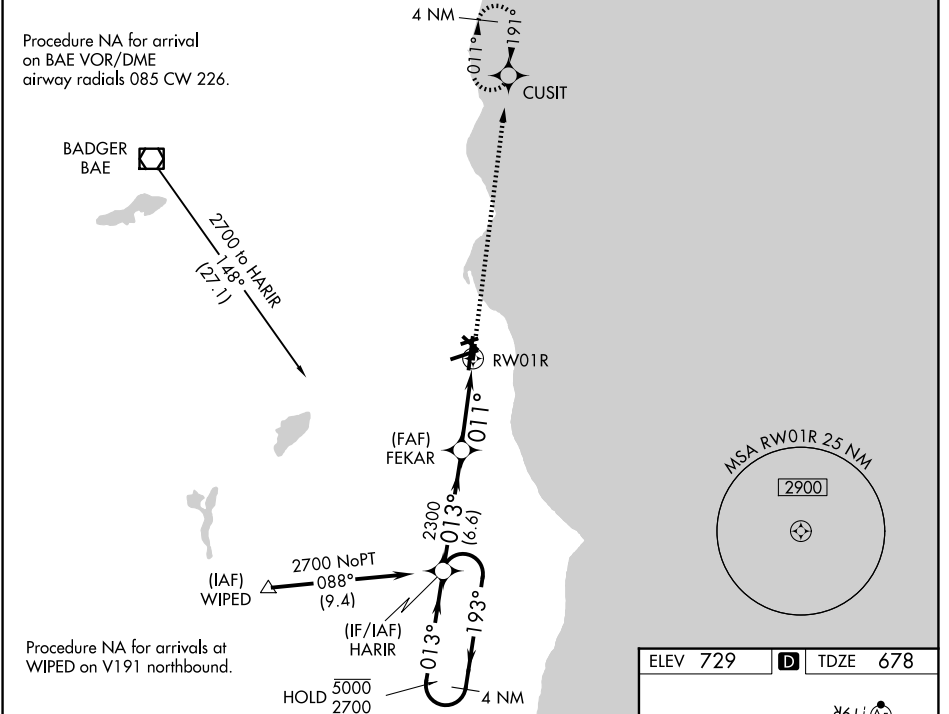 Procedure NA for arrival
on BAE VOR/DME
airway radials 085 CW 226.
4 NM
011°
191
CUSIT
BADGER
BAE
2700 to HARIR
148°
(27.1)
RW01R
011°
(FAF)
FEKAR
MSA RW01R 25 NM
2900
2300
013°
(6.6)
2700 NoPT
088°
(9.4)
(IAF)
WIPED
(IF/IAF)
HARIR
013°
193°
HOLD 5000
2700
4 NM
Procedure NA for arrivals at
WIPED on V191 northbound.
ELEV 729 D TDZE 678